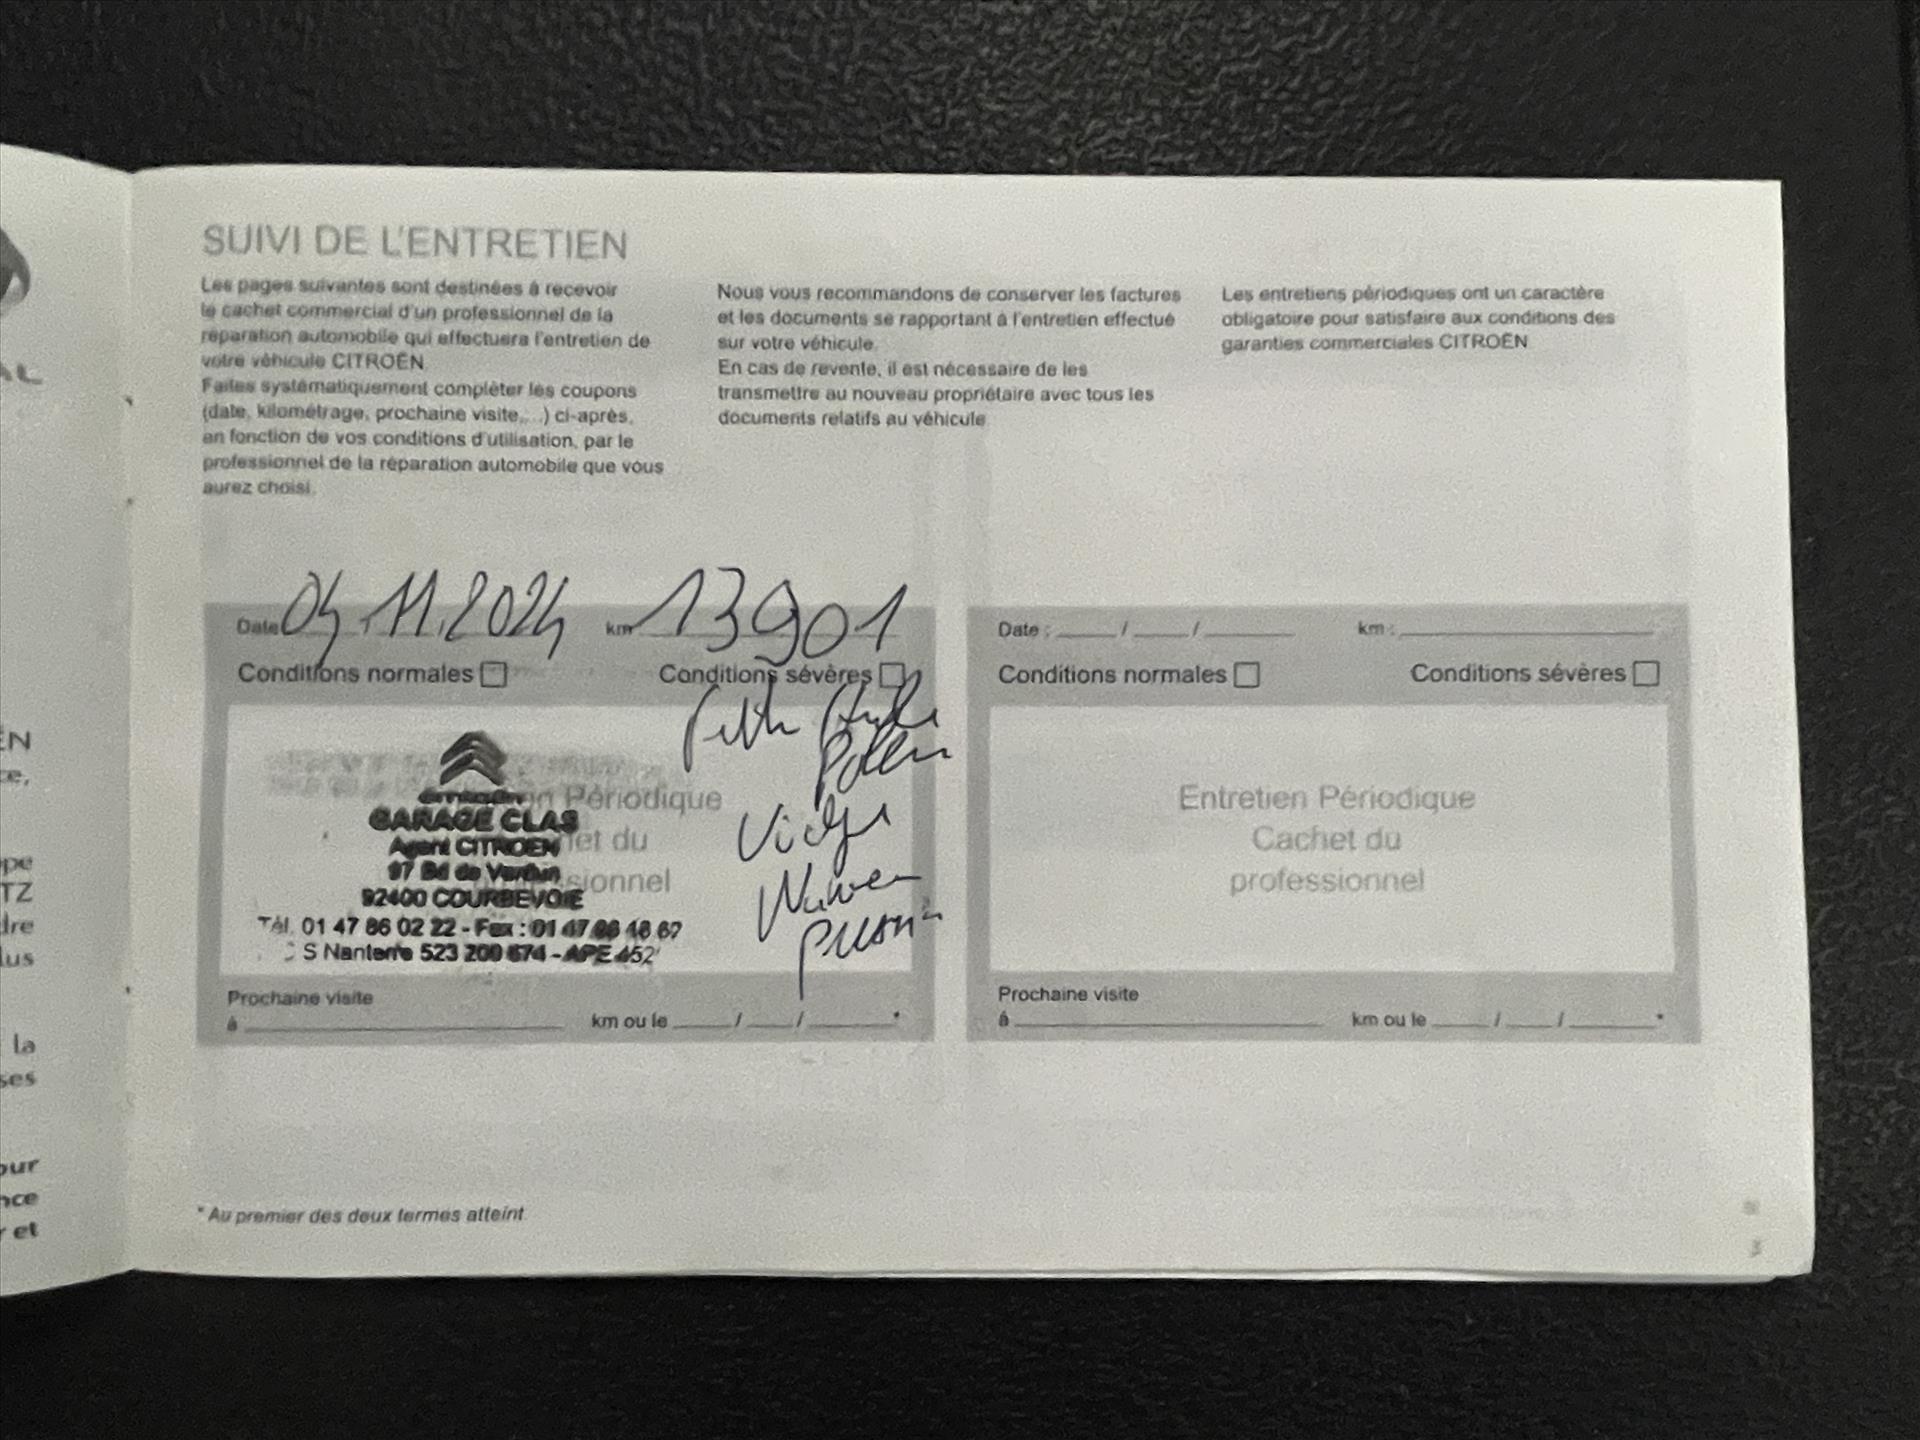 SUIVI DE L'ENTRETIEN
Les pages suivantes sont destinées à recevoir
le cachet commercial d'un professionnel de la
réparation automobile qui effectuera l'entretien de
votre véhicule CITROËN.
Faites systématiquement compléter les coupons
(date, kilométrage, prochaine visite,...) ci-après,
en fonction de vos conditions d'utilisation, par le
professionnel de la réparation automobile que vous
aurez choisi.
Nous vous recommandons de conserver les factures
et les documents se rapportant à l'entretien effectué
sur votre véhicule.
En cas de revente, il est nécessaire de les
transmettre au nouveau propriétaire avec tous les
documents relatifs au véhicule.
Les entretiens périodiques ont un caractère
obligatoire pour satisfaire aux conditions des
garanties commerciales CITROËN.
Date 04.11.2024 km 13901
Conditions normales Conditions sévères
Périodique
GARAGE CLAS
Agent CITROEN
97 Bd de Verdun
92400 COURBEVOIE
Tél. 01 47 86 02 22 - Fax : 01 47
S Nanterre 523 200 674 - APE 452
Pollen
Prochaine visite
à km ou le / / *
Date : / / km :
Conditions normales Conditions sévères
Entretien Périodique
Cachet du
professionnel
Prochaine visite
à km ou le / / *
* Au premier des deux termes atteint.